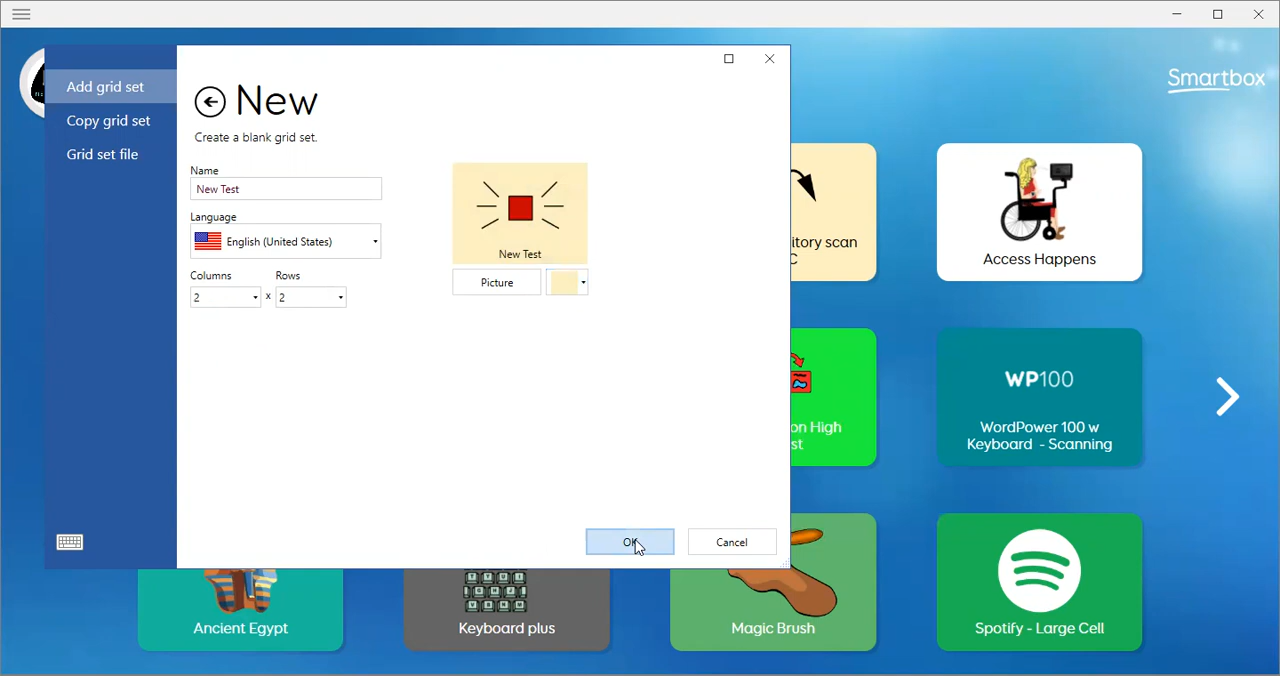 Smartbox
Add grid set
Copy grid set
Grid set file
New
Create a blank grid set.
Name
New Test
Language
English (United States)
Columns
Rows
2
x
2
New Test
Picture
OK
Cancel
itory scan
C
Access Happens
on High
st
WP100
WordPower 100 w
Keyboard - Scanning
Ancient Egypt
Keyboard plus
Magic Brush
Spotify - Large Cell